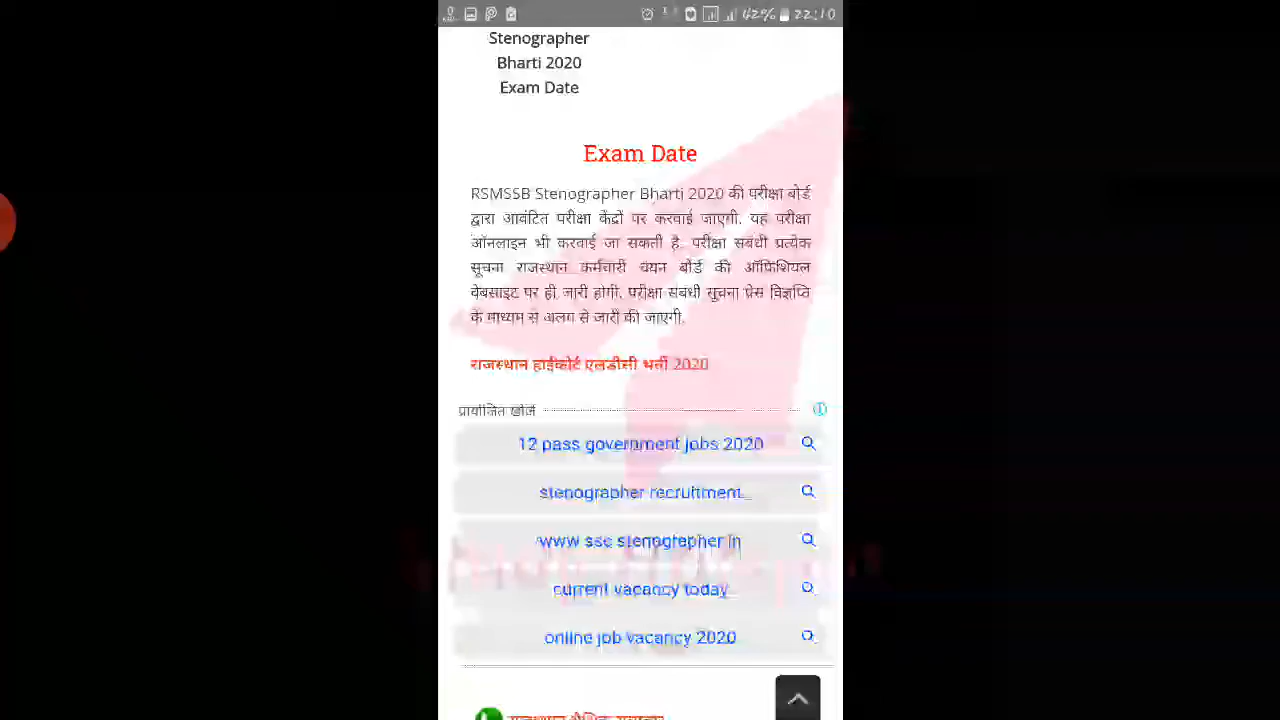 42% 22:10
Stenographer
Bharti 2020
Exam Date
Exam Date
RSMSSB Stenographer Bharti 2020 की परीक्षा बोर्ड
द्वारा आवंटित परीक्षा केंद्रों पर करवाई जाएगी. यह परीक्षा
ऑनलाइन भी करवाई जा सकती है. परीक्षा संबंधी प्रत्येक
सूचना राजस्थान कर्मचारी चयन बोर्ड की ऑफिशियल
वेबसाइट पर ही जारी होगी. परीक्षा संबंधी सूचना प्रेस विज्ञप्ति
के माध्यम से अलग से जारी की जाएगी.
राजस्थान हाईकोर्ट एलडीसी भर्ती 2020
प्रायोजित खोजें
12 pass government jobs 2020
stenographer recruitment
www ssc stenographer in
current vacancy today
online job vacancy 2020